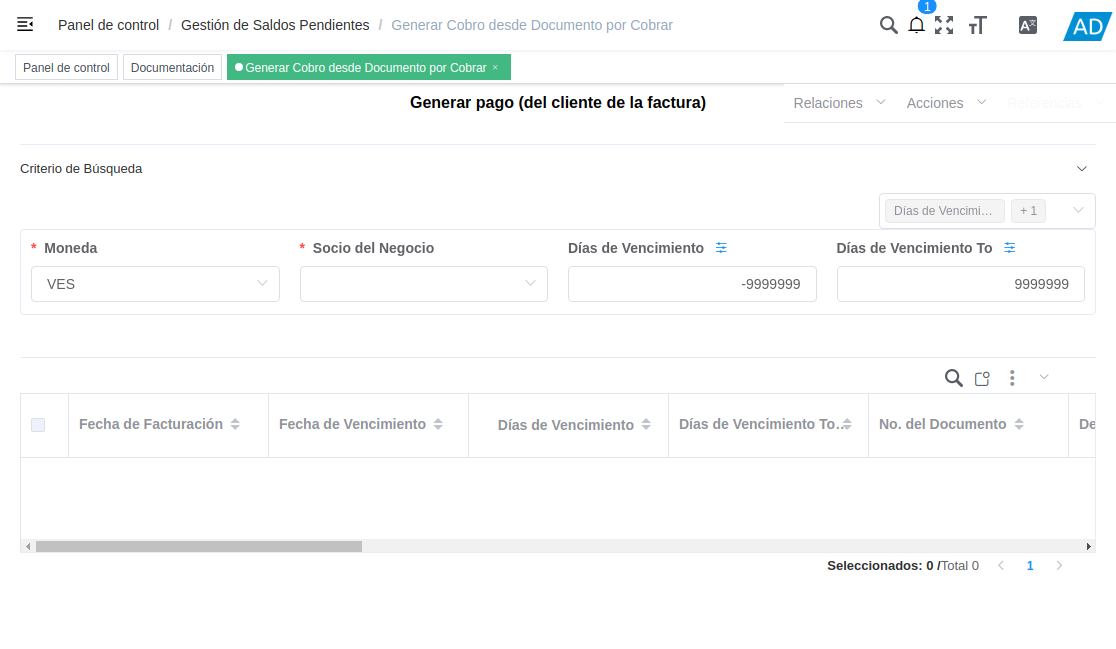 Panel de control / Gestión de Saldos Pendientes / Generar Cobro desde Documento por Cobrar
1
AD
Panel de control Documentación Generar Cobro desde Documento por Cobrar ×
Generar pago (del cliente de la factura) Relaciones Acciones Referencias
Criterio de Búsqueda
Días de Vencimi... + 1
* Moneda * Socio del Negocio Días de Vencimiento Días de Vencimiento To
VES -9999999 9999999
Fecha de Facturación Fecha de Vencimiento Días de Vencimiento Días de Vencimiento To... No. del Documento De
Seleccionados: 0 /Total 0 1